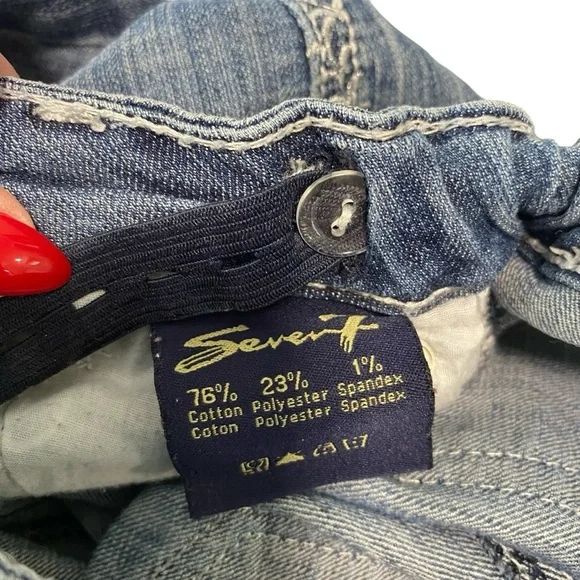 Seven7
76% 23% 1%
Cotton Polyester Spandex
Coton Polyester Spandex